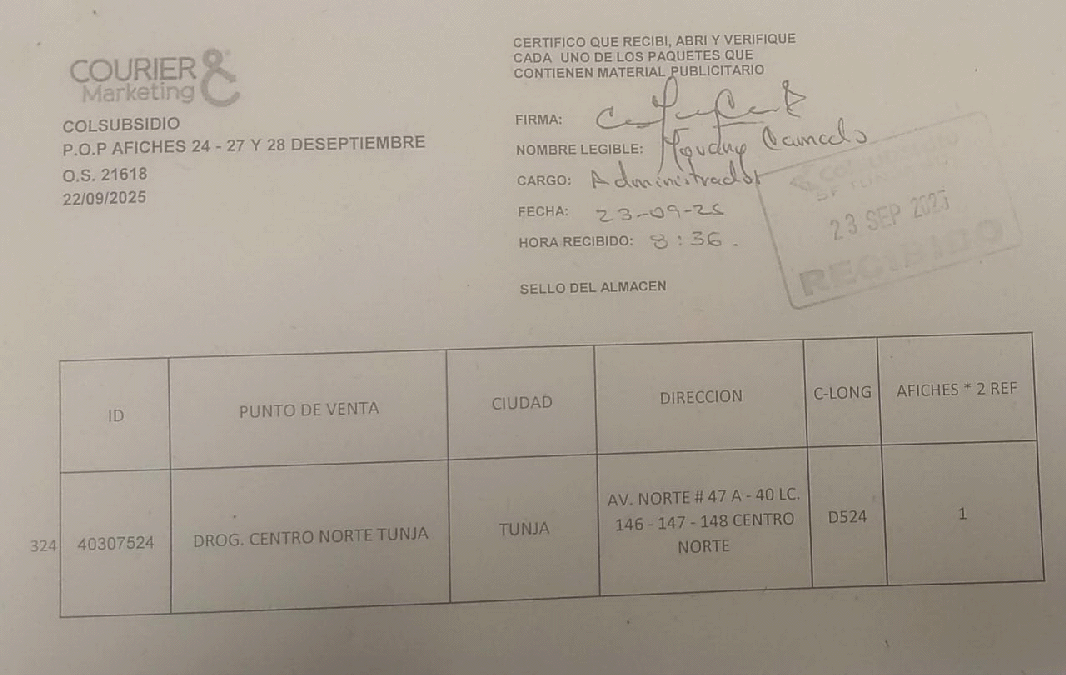 COURIER &
Marketing
COLSUBSIDIO
P.O.P AFICHES 24 - 27 Y 28 DESEPTIEMBRE
O.S. 21618
22/09/2025
CERTIFICO QUE RECIBI, ABRI Y VERIFIQUE
CADA UNO DE LOS PAQUETES QUE
CONTIENEN MATERIAL PUBLICITARIO
FIRMA:
NOMBRE LEGIBLE:
CARGO: Administrador
FECHA: 23-09-25
HORA RECIBIDO: 8:36.
SELLO DEL ALMACEN
23 SEP 2025
RECIBIDO
ID PUNTO DE VENTA CIUDAD DIRECCION C-LONG AFICHES * 2 REF
324 40307524 DROG. CENTRO NORTE TUNJA TUNJA AV. NORTE # 47 A - 40 LC.
146 - 147 - 148 CENTRO
NORTE D524 1